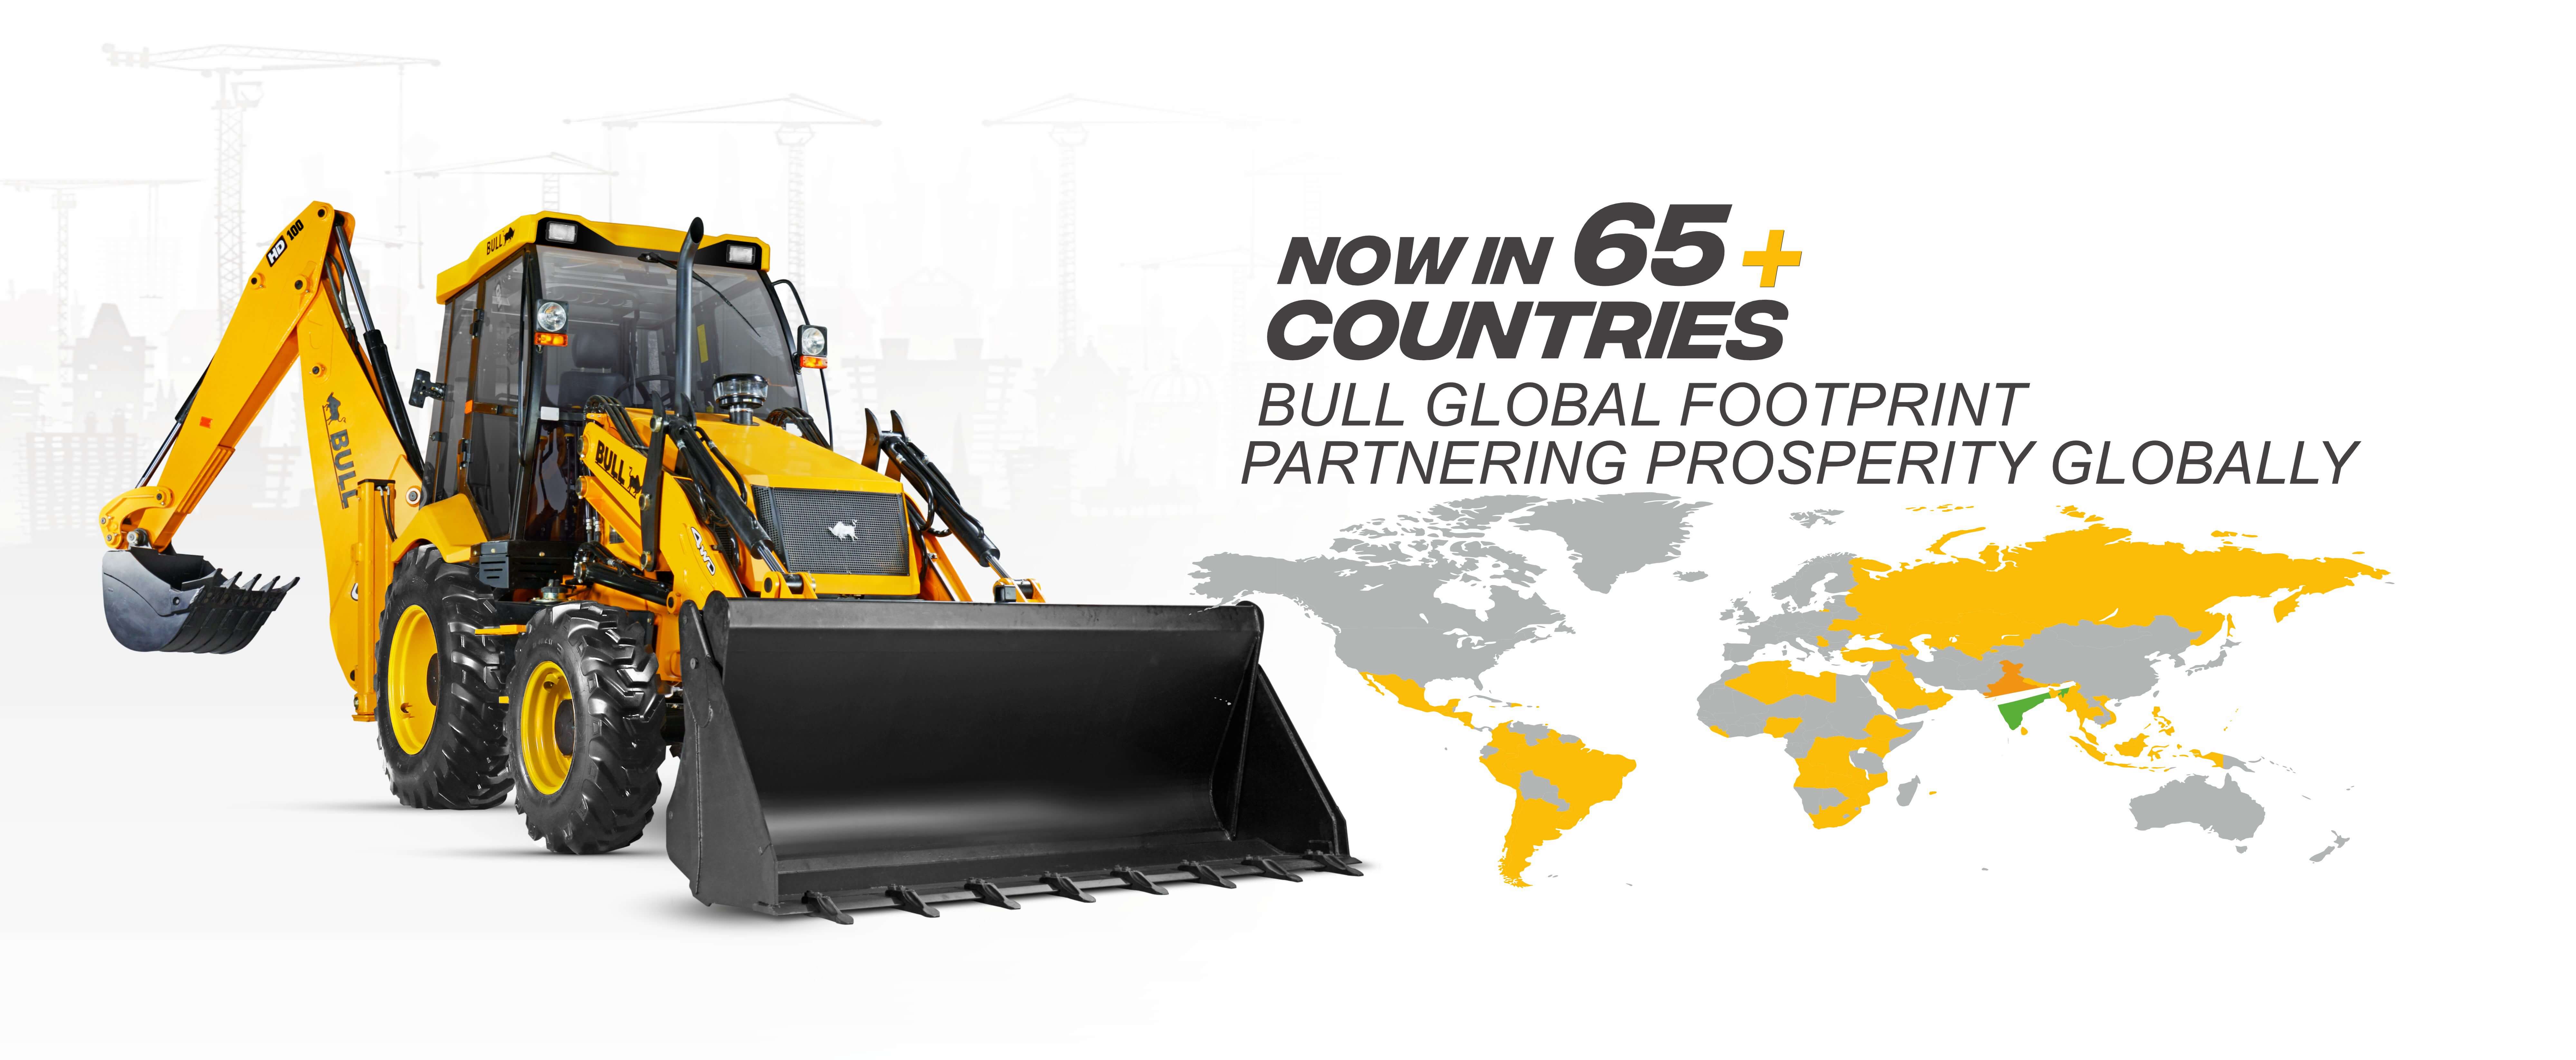 HD 100
BULL
BULL
BULL
4WD
NOW IN 65+
COUNTRIES
BULL GLOBAL FOOTPRINT
PARTNERING PROSPERITY GLOBALLY